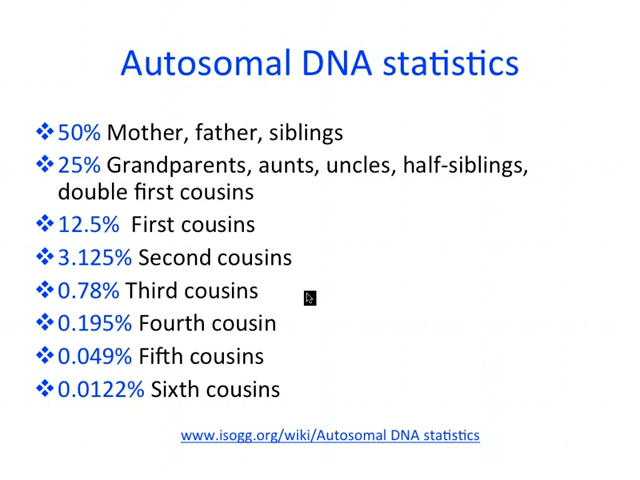 Autosomal DNA statistics
❖50% Mother, father, siblings
❖25% Grandparents, aunts, uncles, half-siblings,
double first cousins
❖12.5%  First cousins
❖3.125% Second cousins
❖0.78% Third cousins
❖0.195% Fourth cousin
❖0.049% Fifth cousins
❖0.0122% Sixth cousins
www.isogg.org/wiki/Autosomal DNA statistics